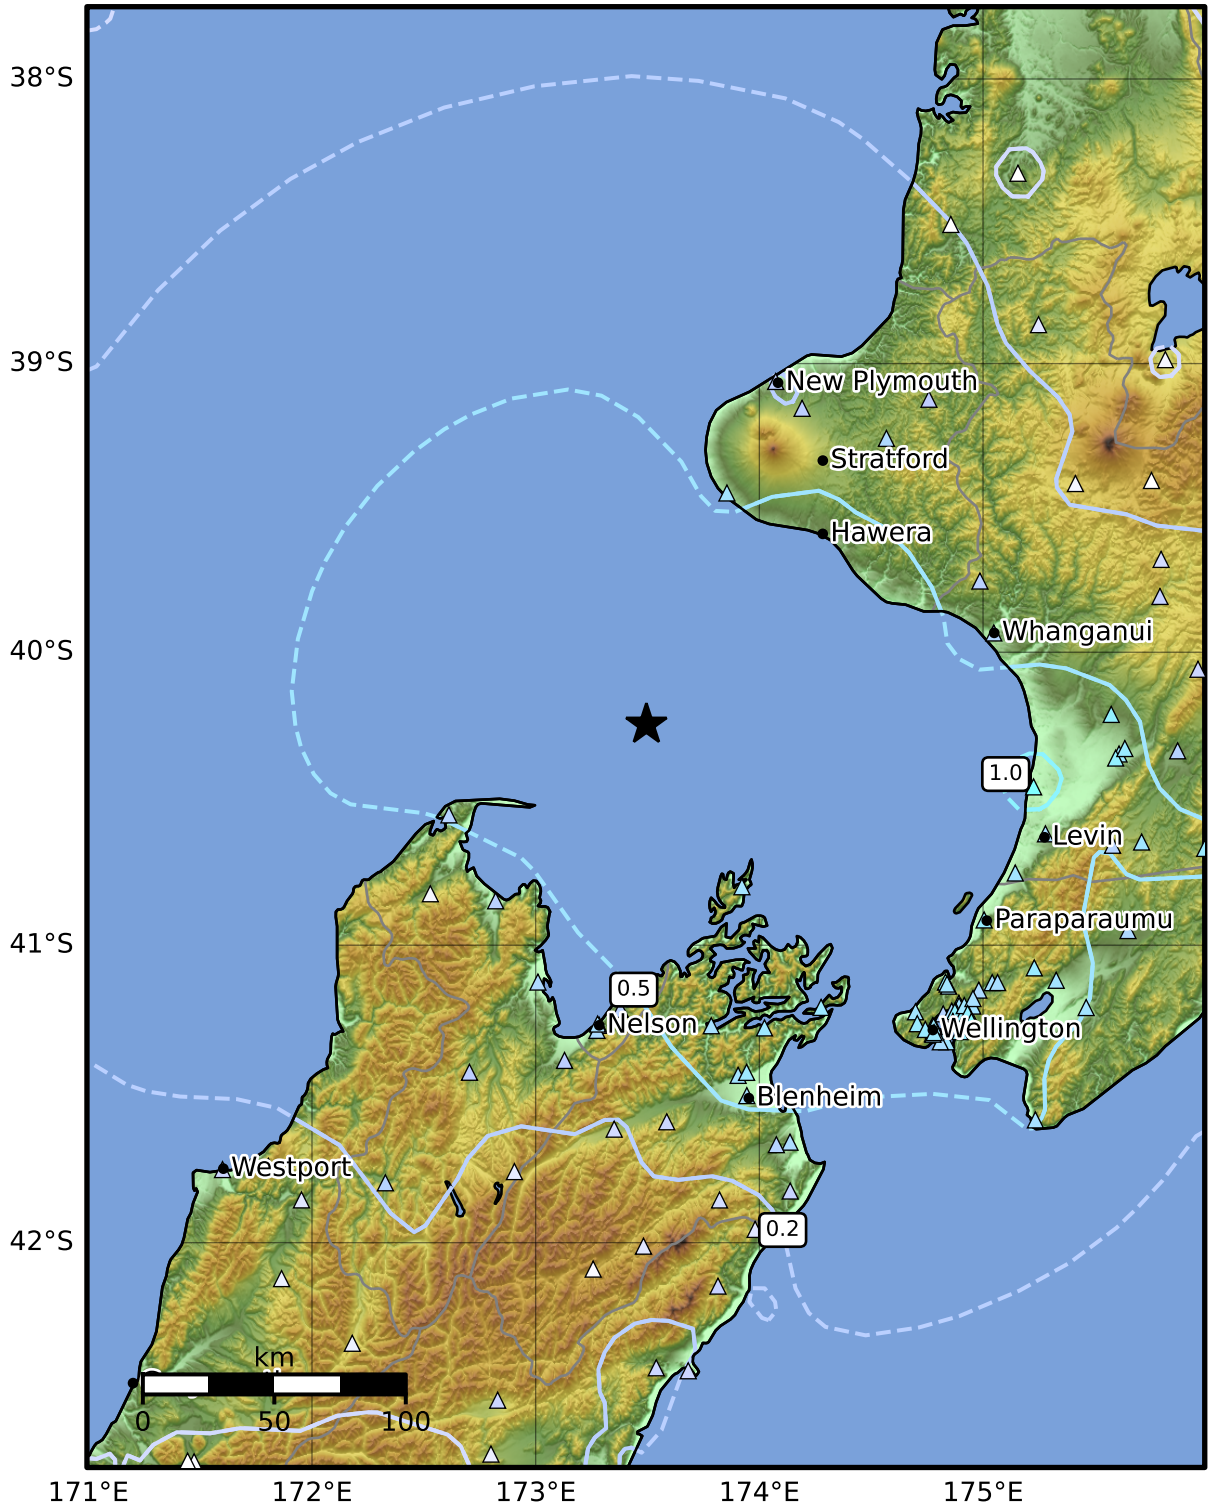 38°S
39°S
New Plymouth
Stratford
Hawera
40°S
Whanganui
1.0
Levin
Paraparaumu
41°S
0.5
Nelson
Wellington
Blenheim
Westport
0.2
42°S
km
0 50 100
171°E 172°E 173°E 174°E 175°E